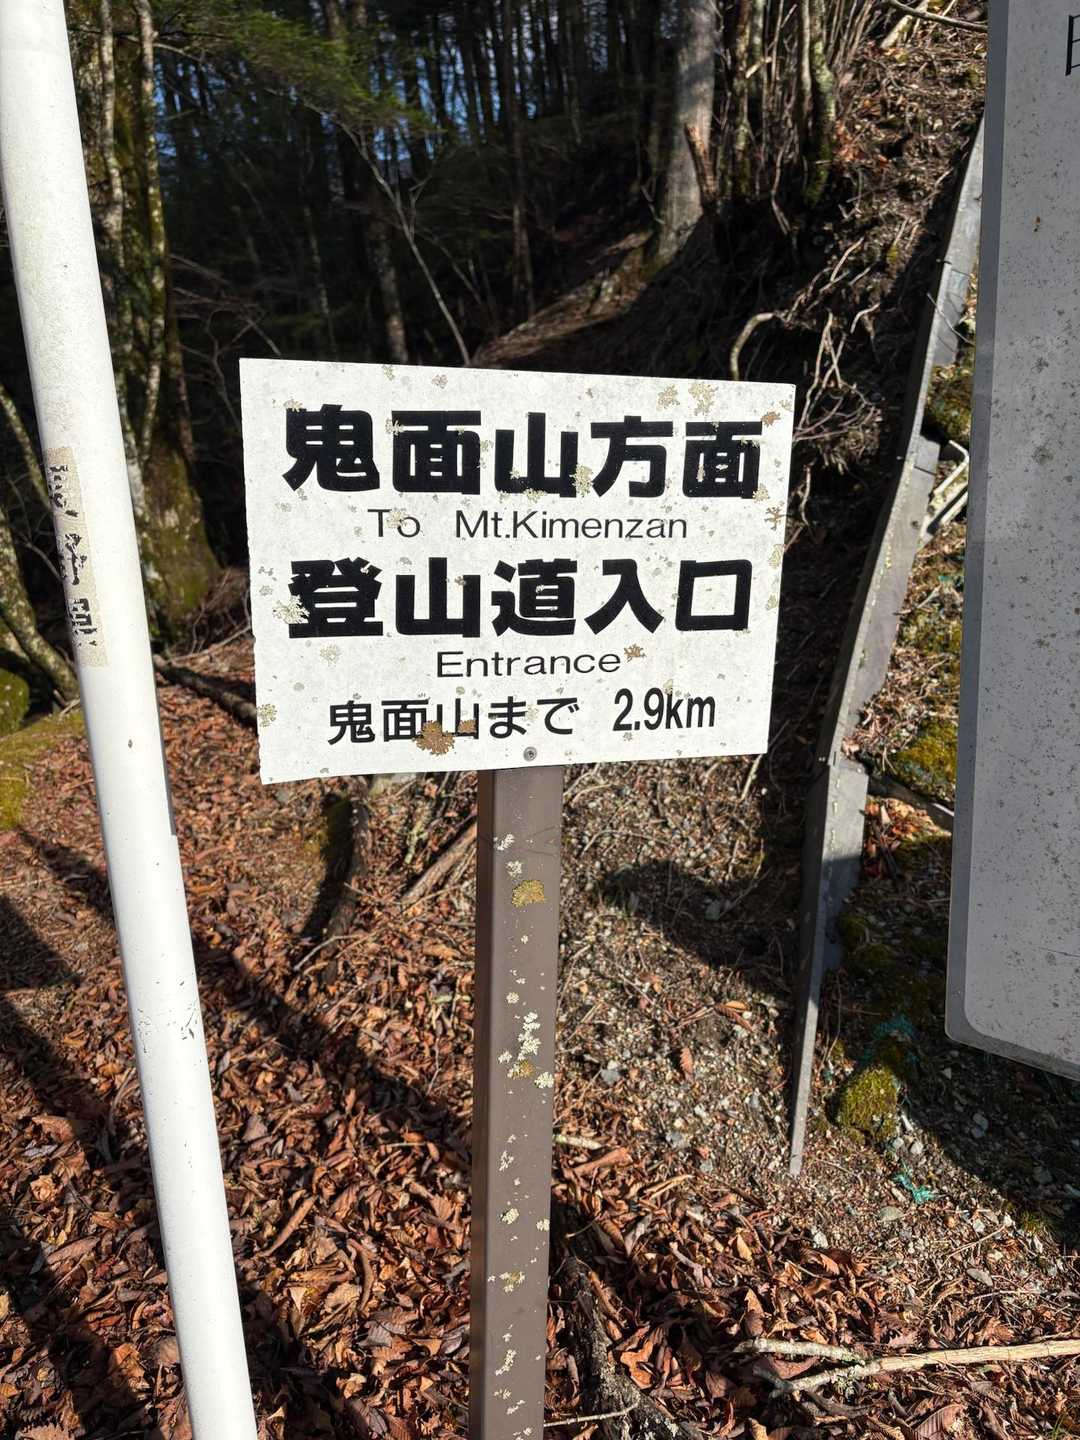 鬼面山方面
To Mt.Kimenzan
登山道入口
Entrance
鬼面山まで 2.9km